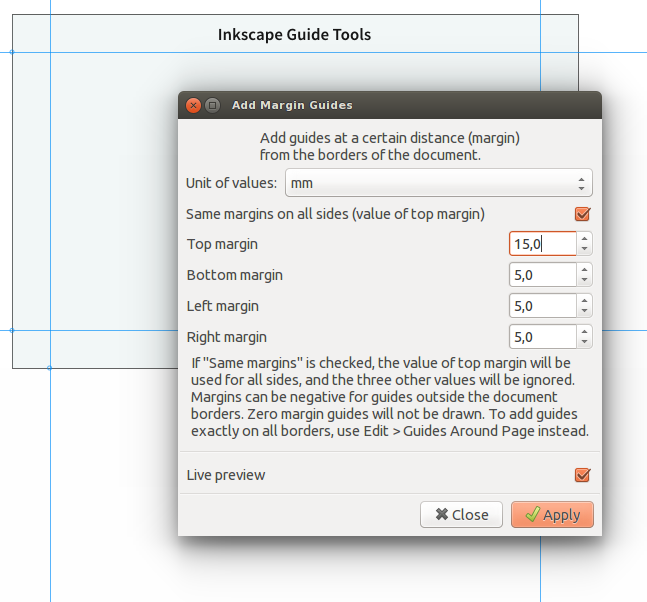 Inkscape Guide Tools
Add Margin Guides
Add guides at a certain distance (margin)
from the borders of the document.
Unit of values: mm
Same margins on all sides (value of top margin)
Top margin 15,0
Bottom margin 5,0
Left margin 5,0
Right margin 5,0
If "Same margins" is checked, the value of top margin will be
used for all sides, and the three other values will be ignored.
Margins can be negative for guides outside the document
borders. Zero margin guides will not be drawn. To add guides
exactly on all borders, use Edit > Guides Around Page instead.
Live preview
Close Apply